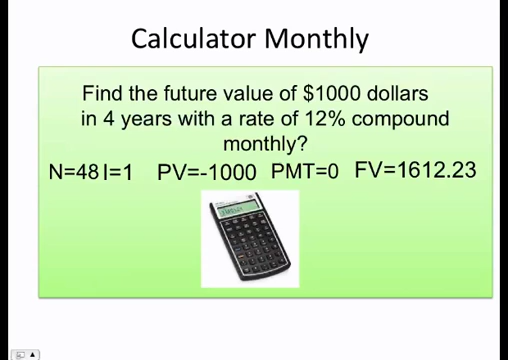 Calculator Monthly
Find the future value of $1000 dollars
in 4 years with a rate of 12% compound
monthly?
N=48 I=1 PV=-1000 PMT=0 FV=1612.23